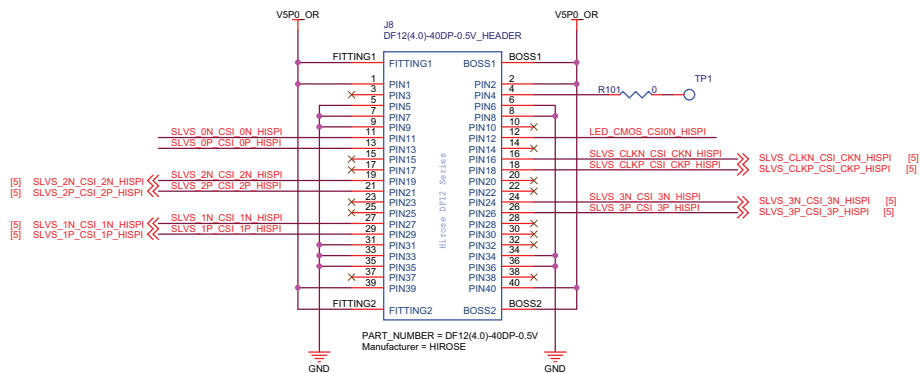 V5P0_OR V5P0_OR
J8
DF12(4.0)-40DP-0.5V_HEADER
FITTING1 FITTING1 BOSS1 BOSS1
1 PIN1 PIN2 2
3 PIN3 PIN4 4 R101 0 TP1
5 PIN5 PIN6 6
7 PIN7 PIN8 8
9 PIN9 PIN10 10
SLVS_0N_CSI_0N_HISPI 11 PIN11 PIN12 12 LED_CMOS_CSI0N_HISPI
SLVS_0P_CSI_0P_HISPI 13 PIN13 PIN14 14
15 PIN15 PIN16 16 SLVS_CLKN_CSI_CKN_HISPI SLVS_CLKN_CSI_CKN_HISPI [5]
17 PIN17 PIN18 18 SLVS_CLKP_CSI_CKP_HISPI SLVS_CLKP_CSI_CKP_HISPI [5]
[5] SLVS_2N_CSI_2N_HISPI SLVS_2N_CSI_2N_HISPI 19 PIN19 PIN20 20
[5] SLVS_2P_CSI_2P_HISPI SLVS_2P_CSI_2P_HISPI 21 PIN21 PIN22 22
23 PIN23 PIN24 24 SLVS_3N_CSI_3N_HISPI SLVS_3N_CSI_3N_HISPI [5]
25 PIN25 PIN26 26 SLVS_3P_CSI_3P_HISPI SLVS_3P_CSI_3P_HISPI [5]
[5] SLVS_1N_CSI_1N_HISPI SLVS_1N_CSI_1N_HISPI 27 PIN27 PIN28 28
[5] SLVS_1P_CSI_1P_HISPI SLVS_1P_CSI_1P_HISPI 29 PIN29 PIN30 30
31 PIN31 PIN32 32
33 PIN33 PIN34 34
35 PIN35 PIN36 36
37 PIN37 PIN38 38
39 PIN39 PIN40 40
FITTING2 FITTING2 BOSS2 BOSS2
Hirose DF12 Series
PART_NUMBER = DF12(4.0)-40DP-0.5V
Manufacturer = HIROSE
GND GND